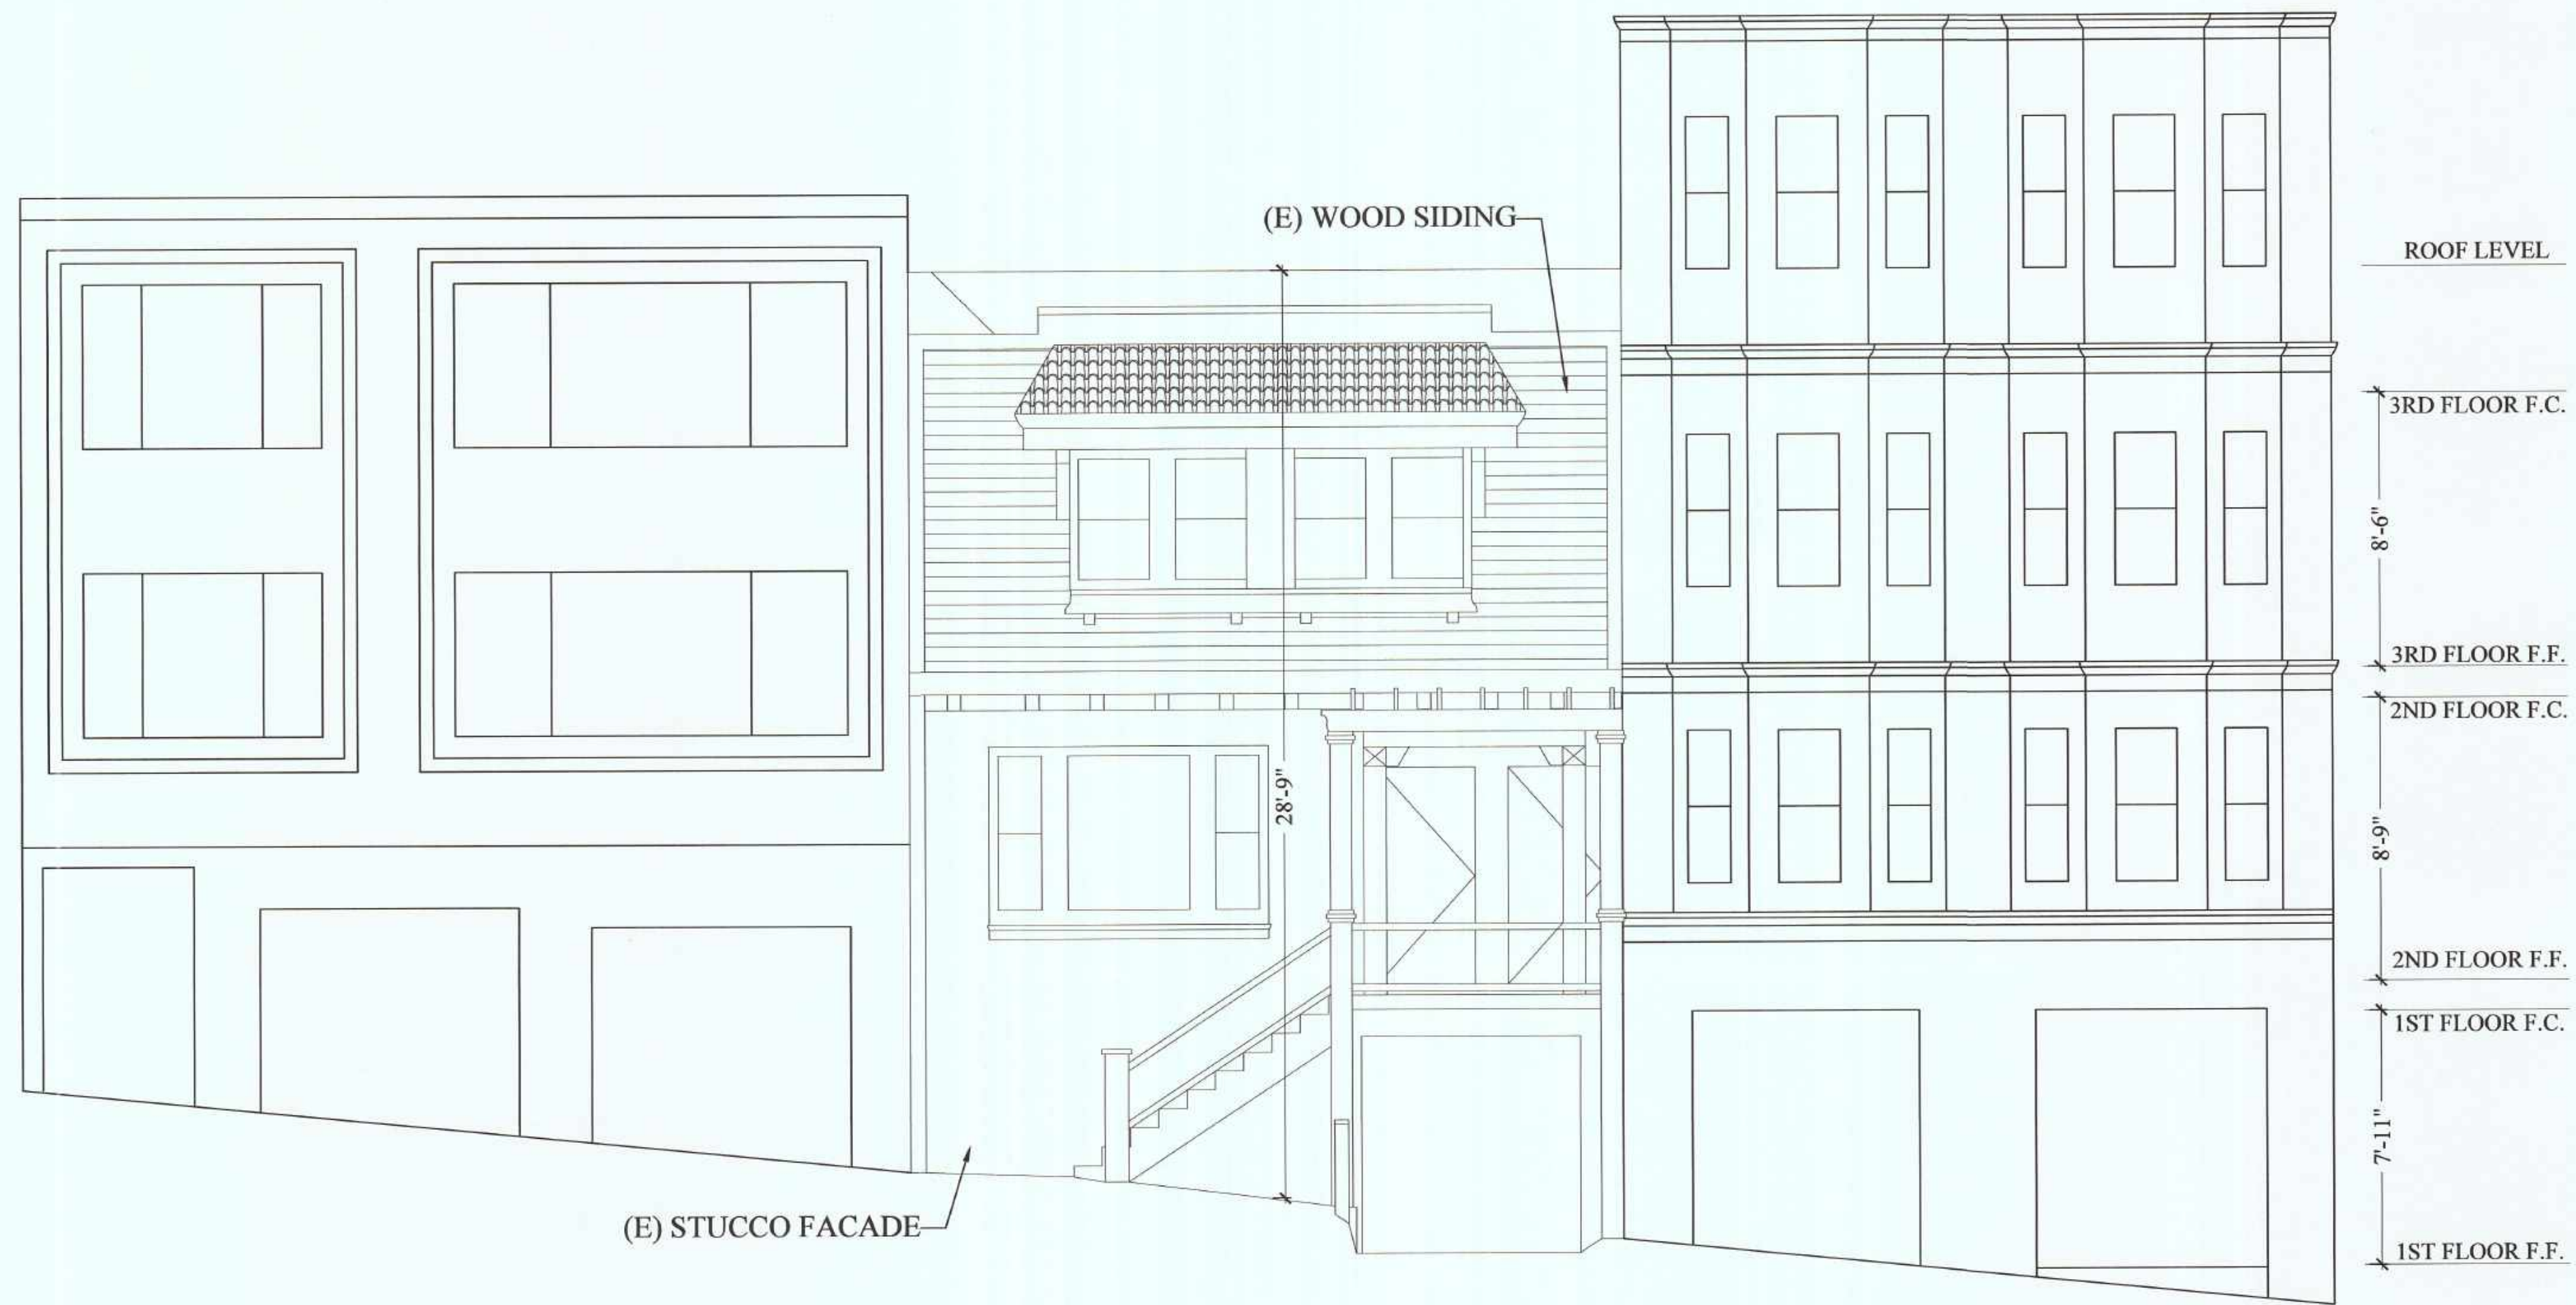 (E) WOOD SIDING
ROOF LEVEL
3RD FLOOR F.C.
8'-6"
3RD FLOOR F.F.
2ND FLOOR F.C.
28'-9"
8'-9"
2ND FLOOR F.F.
1ST FLOOR F.C.
7'-11"
(E) STUCCO FACADE
1ST FLOOR F.F.